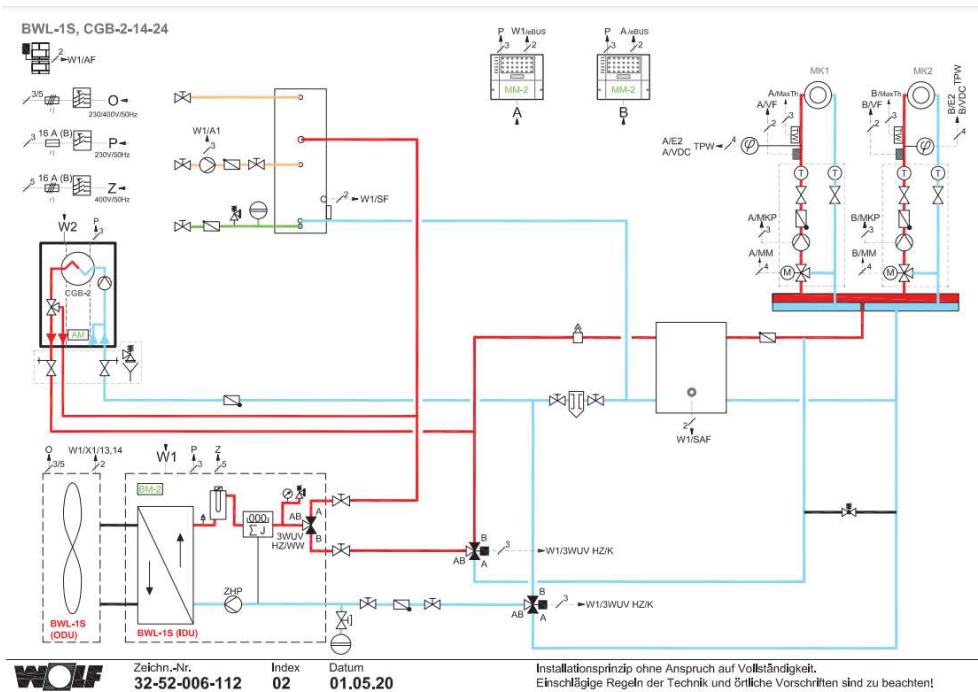 BWL-1S, CGB-2-14-24
2
W1/AF
3/5
r)
O
230/400V/50Hz
3
16 A (B)
r)
P
230V/50Hz
5
16 A (B)
r)
Z
400V/50Hz
W1/A1
3
2
W1/SF
P
3
W1/eBUS
2
MM-2
A
P
3
A/eBUS
2
MM-2
B
MK1
A/MaxTh
A/VF
3
2
A/E2
A/VDC
TPW
4
φ
T
T
A/MKP
3
A/MM
4
M
MK2
B/MaxTh
B/VF
3
2
B/E2
B/VDC
TPW
4
φ
T
T
B/MKP
3
B/MM
4
M
W2
P
3
CGB-2
AM
2
W1/SAF
O
3/5
W1/X1/13,14
2
W1
P
3
Z
5
BM-2
000
Σ J
3WUV
HZ/WW
AB
A
B
ZHP
BWL-1S
(ODU)
BWL-1S (IDU)
B
AB
A
3
W1/3WUV HZ/K
B
AB
A
3
W1/3WUV HZ/K
WOLF
Zeichn.-Nr.
32-52-006-112
Index
02
Datum
01.05.20
Installationsprinzip ohne Anspruch auf Vollständigkeit.
Einschlägige Regeln der Technik und örtliche Vorschriften sind zu beachten!